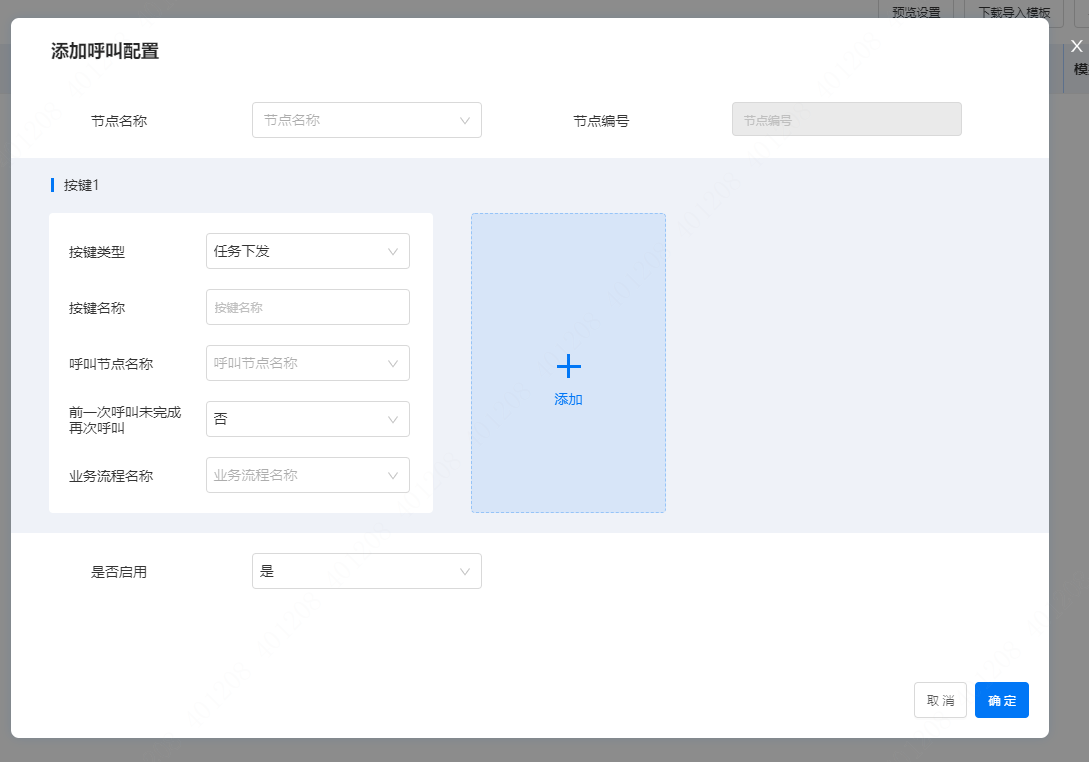 预览设置 下载导入模板
添加呼叫配置
X
模
节点名称 节点名称 节点编号 节点编号
按键1
按键类型 任务下发
按键名称 按键名称
呼叫节点名称 呼叫节点名称
前一次呼叫未完成
再次呼叫
否
添加
业务流程名称 业务流程名称
是否启用 是
取消 确定